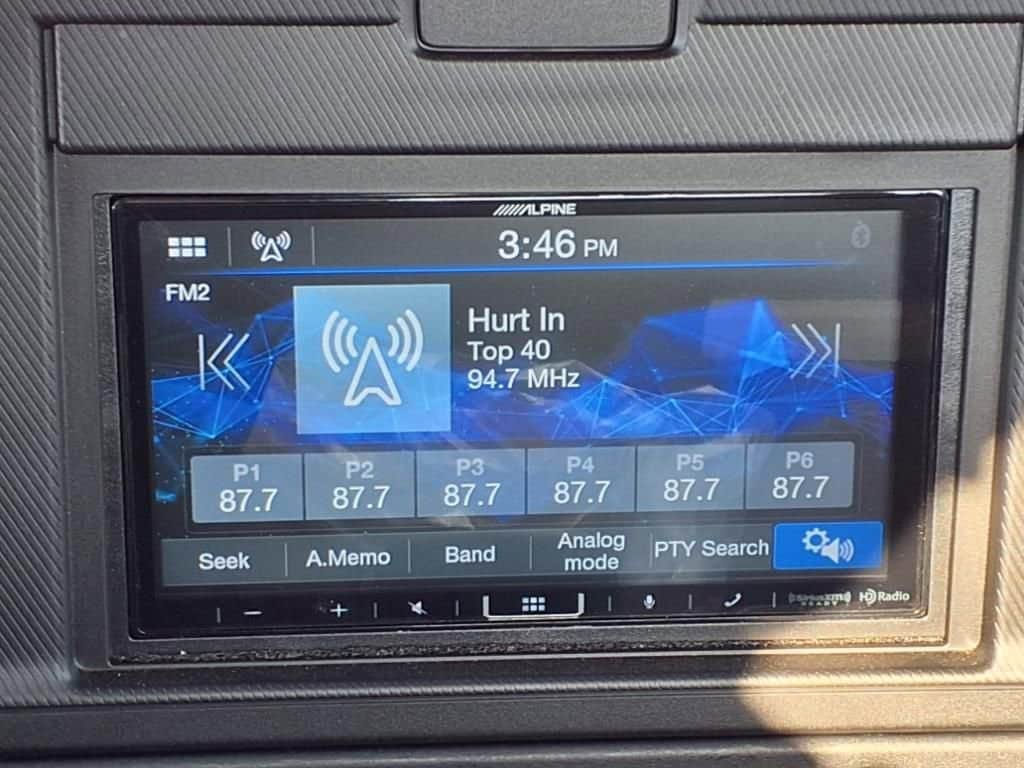 ALPINE
3:46 PM
FM2
Hurt In
Top 40
94.7 MHz
P1 P2 P3 P4 P5 P6
87.7 87.7 87.7 87.7 87.7 87.7
Seek A.Memo Band Analog mode PTY Search
SiriusXM READY HD Radio